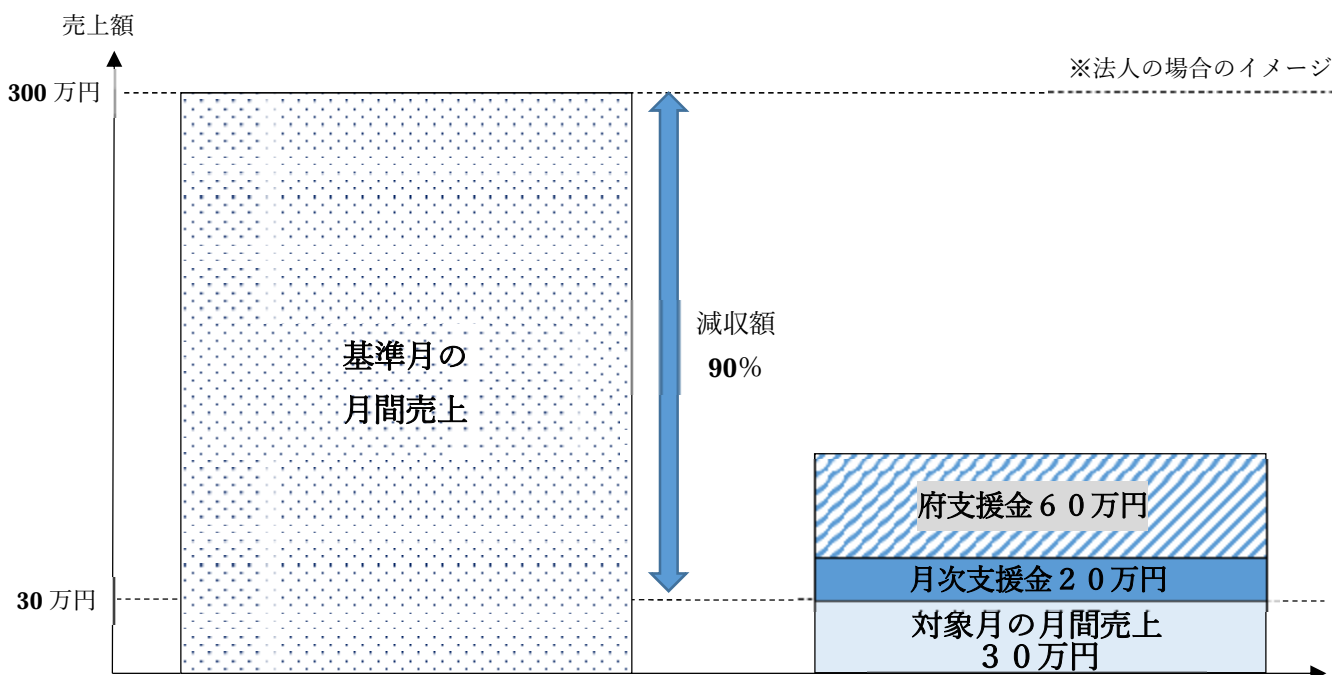 売上額
※法人の場合のイメージ
300 万円
減収額
90%
基準月の
月間売上
府支援金６０万円
月次支援金２０万円
30 万円
対象月の月間売上
３０万円